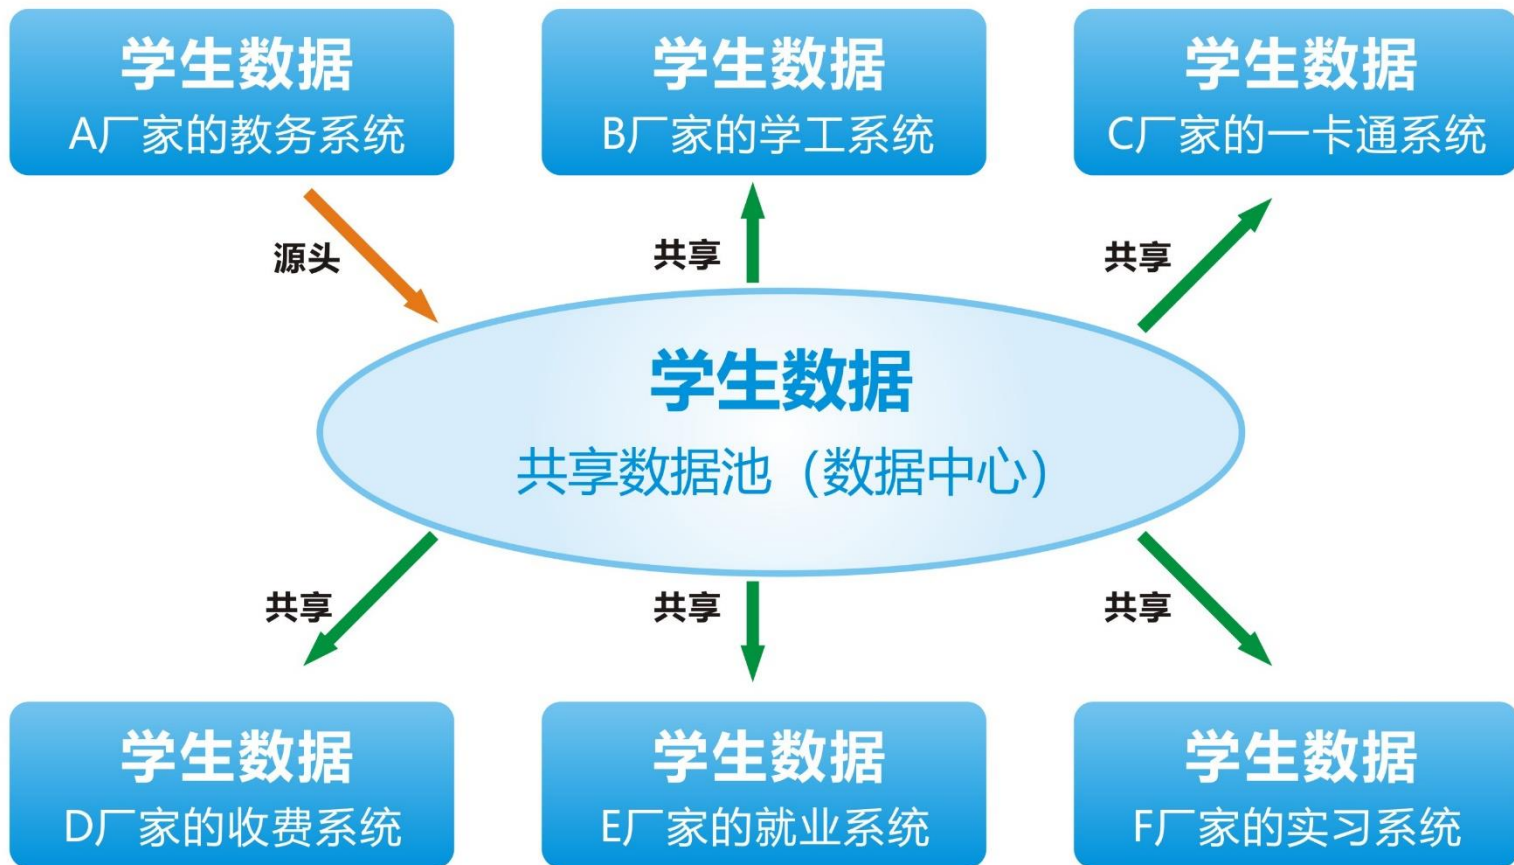 学生数据
A厂家的教务系统
学生数据
B厂家的学工系统
学生数据
C厂家的一卡通系统
源头
共享
共享
学生数据
共享数据池（数据中心）
共享
共享
共享
学生数据
D厂家的收费系统
学生数据
E厂家的就业系统
学生数据
F厂家的实习系统